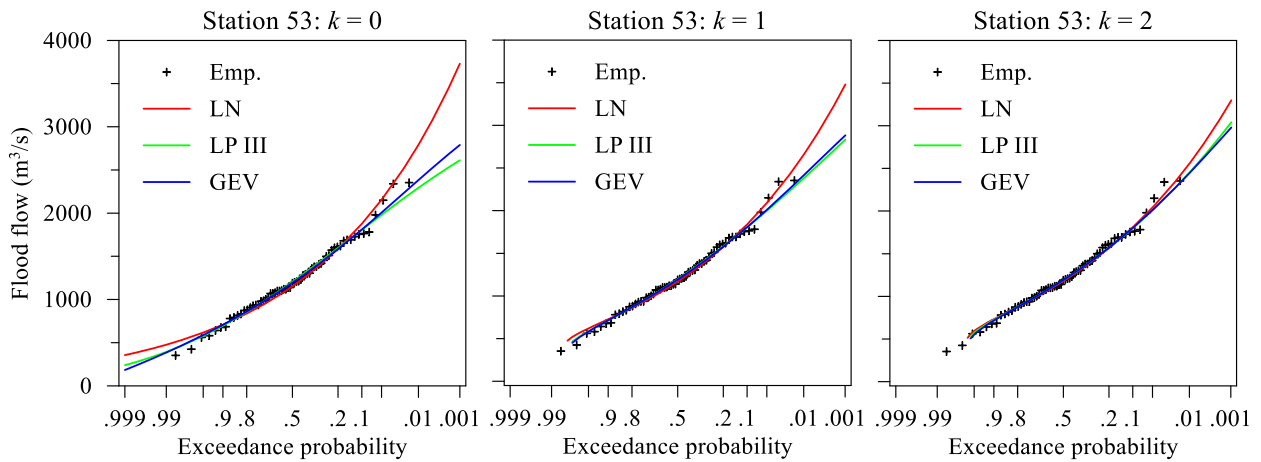 Station 53: k = 0
Station 53: k = 1
Station 53: k = 2
Flood flow (m³/s)
4000
3000
2000
1000
0
Emp.
LN
LP III
GEV
.999 .99 .9 .8 .5 .2 .1 .01 .001
Exceedance probability
Emp.
LN
LP III
GEV
.999 .99 .9 .8 .5 .2 .1 .01 .001
Exceedance probability
Emp.
LN
LP III
GEV
.999 .99 .9 .8 .5 .2 .1 .01 .001
Exceedance probability